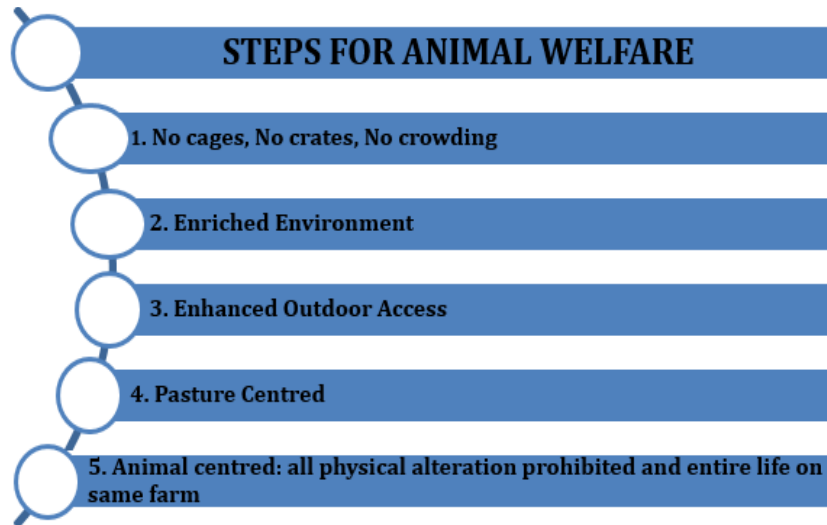 STEPS FOR ANIMAL WELFARE
1. No cages, No crates, No crowding
2. Enriched Environment
3. Enhanced Outdoor Access
4. Pasture Centred
5. Animal centred: all physical alteration prohibited and entire life on
same farm